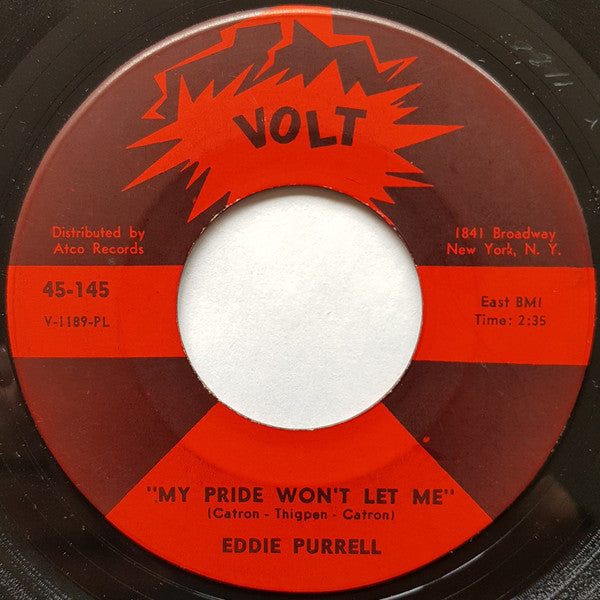 VOLT
Distributed by
Atco Records
1841 Broadway
New York, N. Y.
45-145
V-1189-PL
East BMI
Time: 2:35
"MY PRIDE WON'T LET ME"
(Catron - Thigpen - Catron)
EDDIE PURRELL